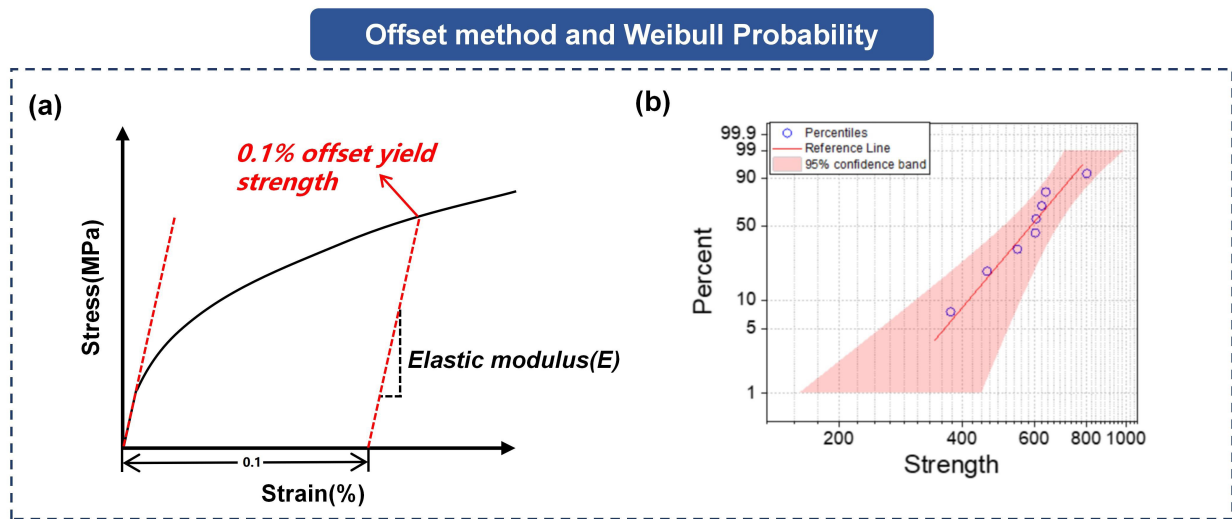 Offset method and Weibull Probability
(a)
0.1% offset yield
strength
Stress(MPa)
Elastic modulus(E)
0.1
Strain(%)
(b)
Percentiles
Reference Line
95% confidence band
99.9
99
90
50
10
5
1
Percent
200
400
600
800
1000
Strength